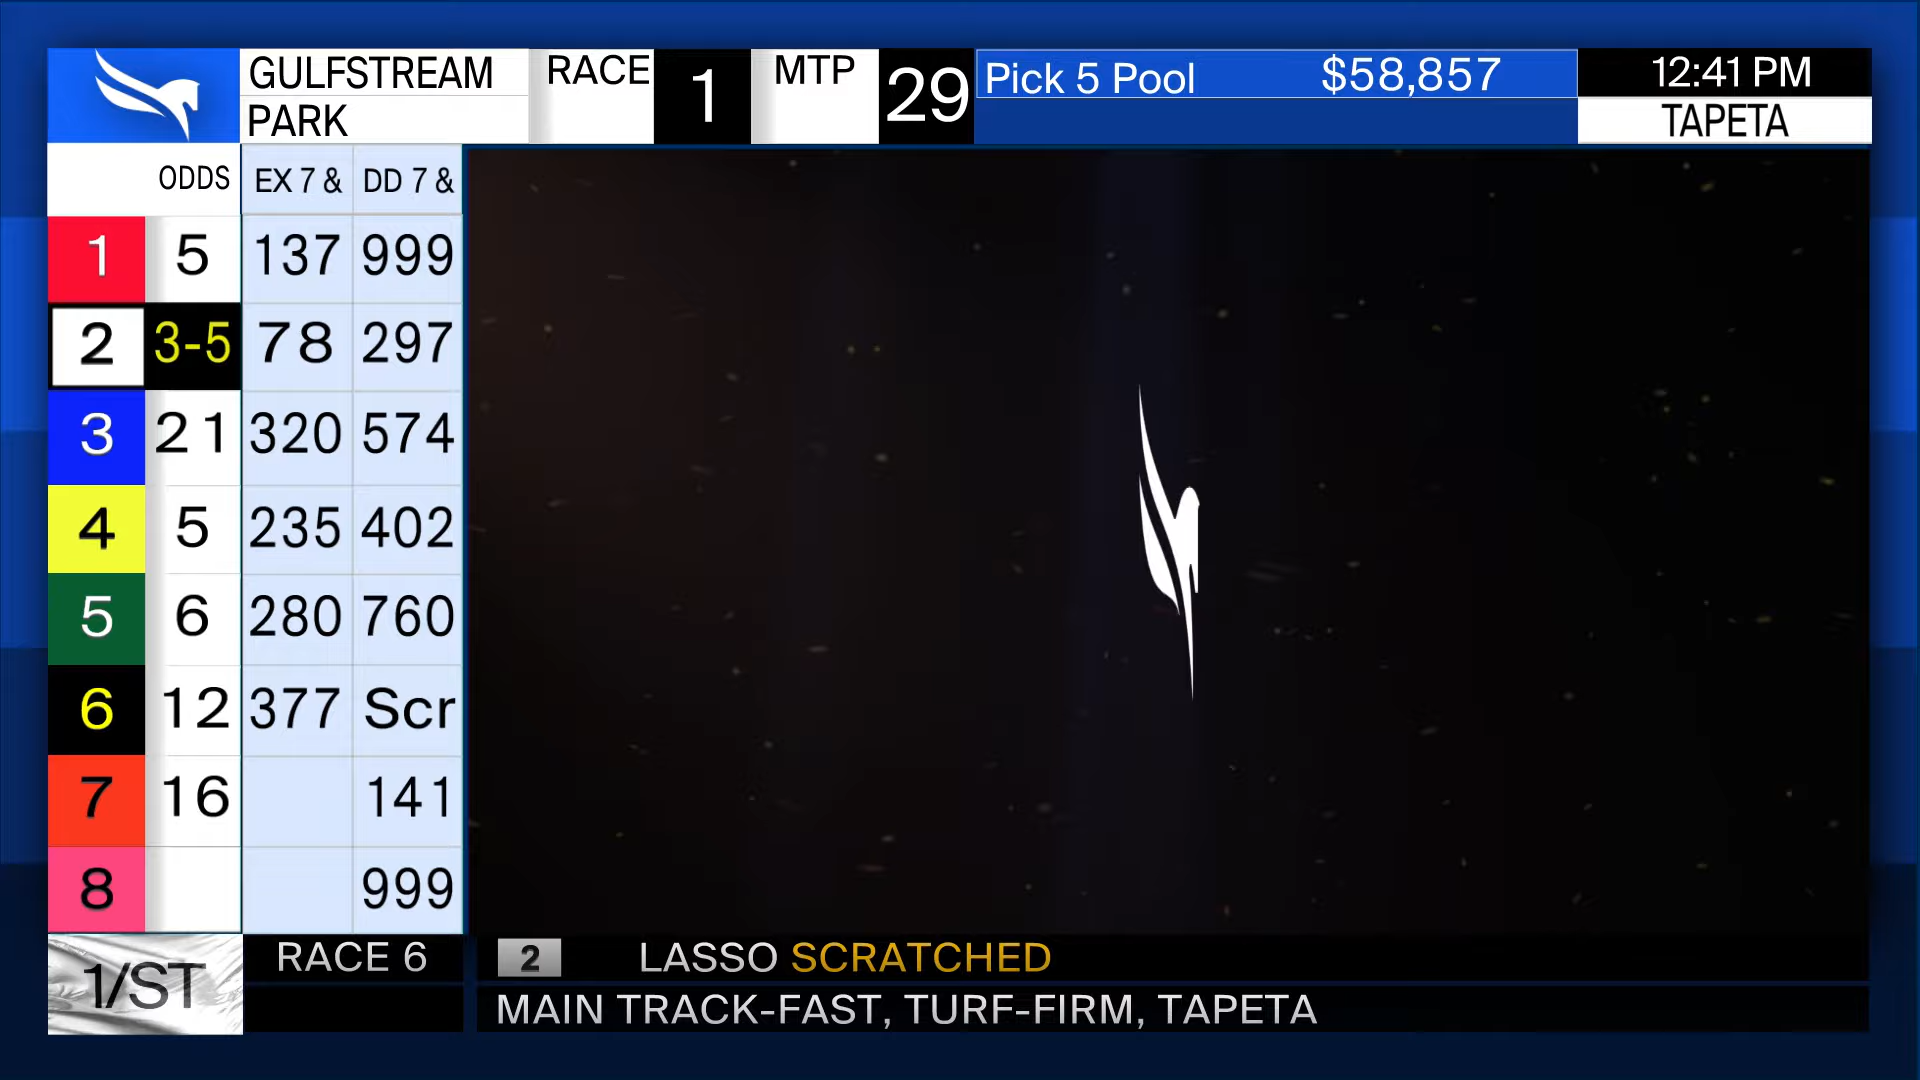 GULFSTREAM PARK
RACE 1
MTP 29
Pick 5 Pool $58,857
12:41 PM
TAPETA
ODDS EX 7 & DD 7 &
1 5 137 999
2 3-5 78 297
3 21 320 574
4 5 235 402
5 6 280 760
6 12 377 Scr
7 16 141
8 999
1/ST
RACE 6
2 LASSO SCRATCHED
MAIN TRACK-FAST, TURF-FIRM, TAPETA